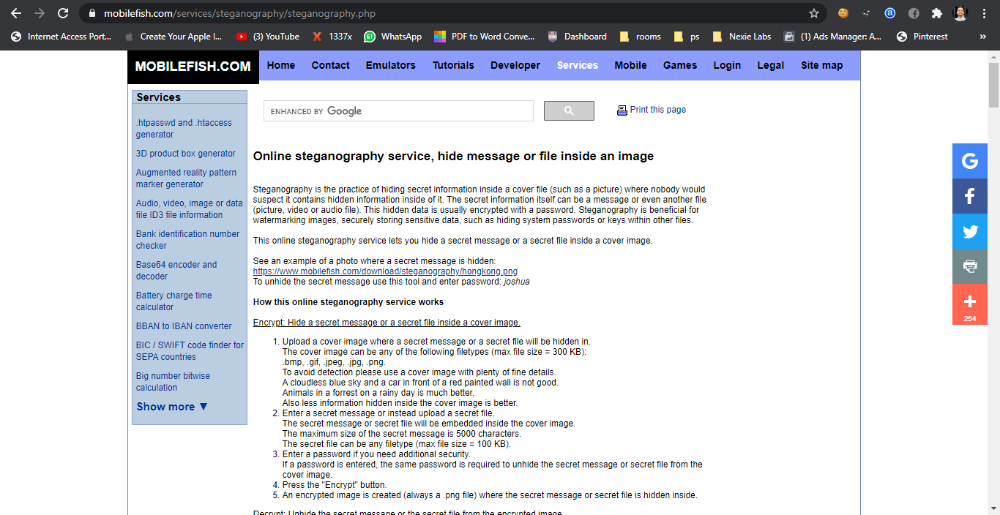 mobilefish.com/services/steganography/steganography.php
Internet Access Port...
Create Your Apple I...
(3) YouTube
1337x
WhatsApp
PDF to Word Conve...
Dashboard
rooms
ps
Nexie Labs
(1) Ads Manager: A...
Pinterest
»
MOBILEFISH.COM
Home
Contact
Emulators
Tutorials
Developer
Services
Mobile
Games
Login
Legal
Site map
Services
.htpasswd and .htaccess
generator
3D product box generator
Augmented reality pattern
marker generator
Audio, video, image or data
file ID3 file information
Bank identification number
checker
Base64 encoder and
decoder
Battery charge time
calculator
BBAN to IBAN converter
BIC / SWIFT code finder for
SEPA countries
Big number bitwise
calculation
Show more ▼
ENHANCED BY Google
Print this page
Online steganography service, hide message or file inside an image
Steganography is the practice of hiding secret information inside a cover file (such as a picture) where nobody would
suspect it contains hidden information inside of it. The secret information itself can be a message or even another file
(picture, video or audio file). This hidden data is usually encrypted with a password. Steganography is beneficial for
watermarking images, securely storing sensitive data, such as hiding system passwords or keys within other files.
This online steganography service lets you hide a secret message or a secret file inside a cover image.
See an example of a photo where a secret message is hidden:
https://www.mobilefish.com/download/steganography/hongkong.png
To unhide the secret message use this tool and enter password: joshua
How this online steganography service works
Encrypt: Hide a secret message or a secret file inside a cover image.
1. Upload a cover image where a secret message or a secret file will be hidden in.
The cover image can be any of the following filetypes (max file size = 300 KB):
.bmp, .gif, .jpeg, .jpg, .png.
To avoid detection please use a cover image with plenty of fine details.
A cloudless blue sky and a car in front of a red painted wall is not good.
Animals in a forrest on a rainy day is much better.
Also less information hidden inside the cover image is better.
2. Enter a secret message or instead upload a secret file.
The secret message or secret file will be embedded inside the cover image.
The maximum size of the secret message is 5000 characters.
The secret file can be any filetype (max file size = 100 KB).
3. Enter a password if you need additional security.
If a password is entered, the same password is required to unhide the secret message or secret file from the
cover image.
4. Press the "Encrypt" button.
5. An encrypted image is created (always a .png file) where the secret message or secret file is hidden inside.
Decrypt: Unhide the secret message or the secret file from the encrypted image.
254